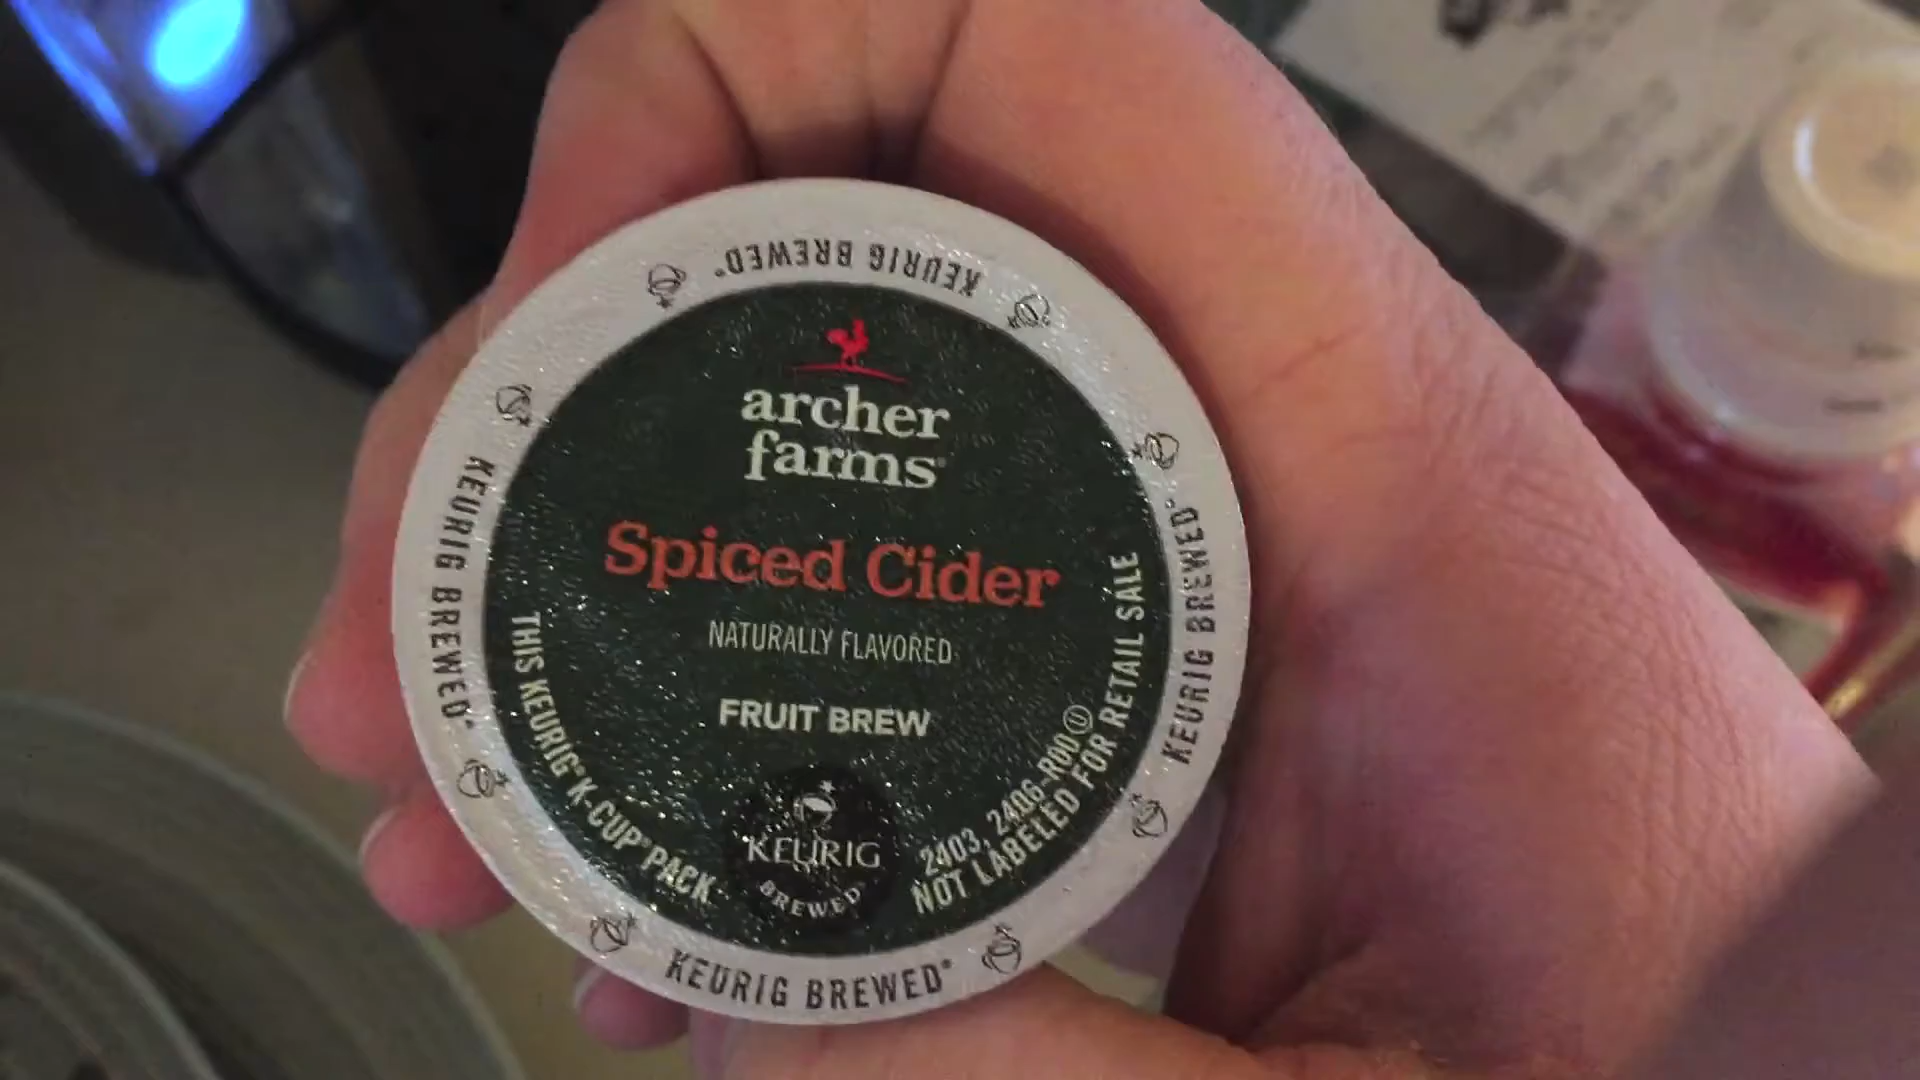 archer
farms®
Spiced Cider
NATURALLY FLAVORED
FRUIT BREW
KEURIG
BREWED®
THIS KEURIG® K-CUP® PACK
2403, 2406-R00 Ⓤ
NOT LABELED FOR RETAIL SALE
KEURIG BREWED®
KEURIG BREWED®
KEURIG BREWED®
KEURIG BREWED®